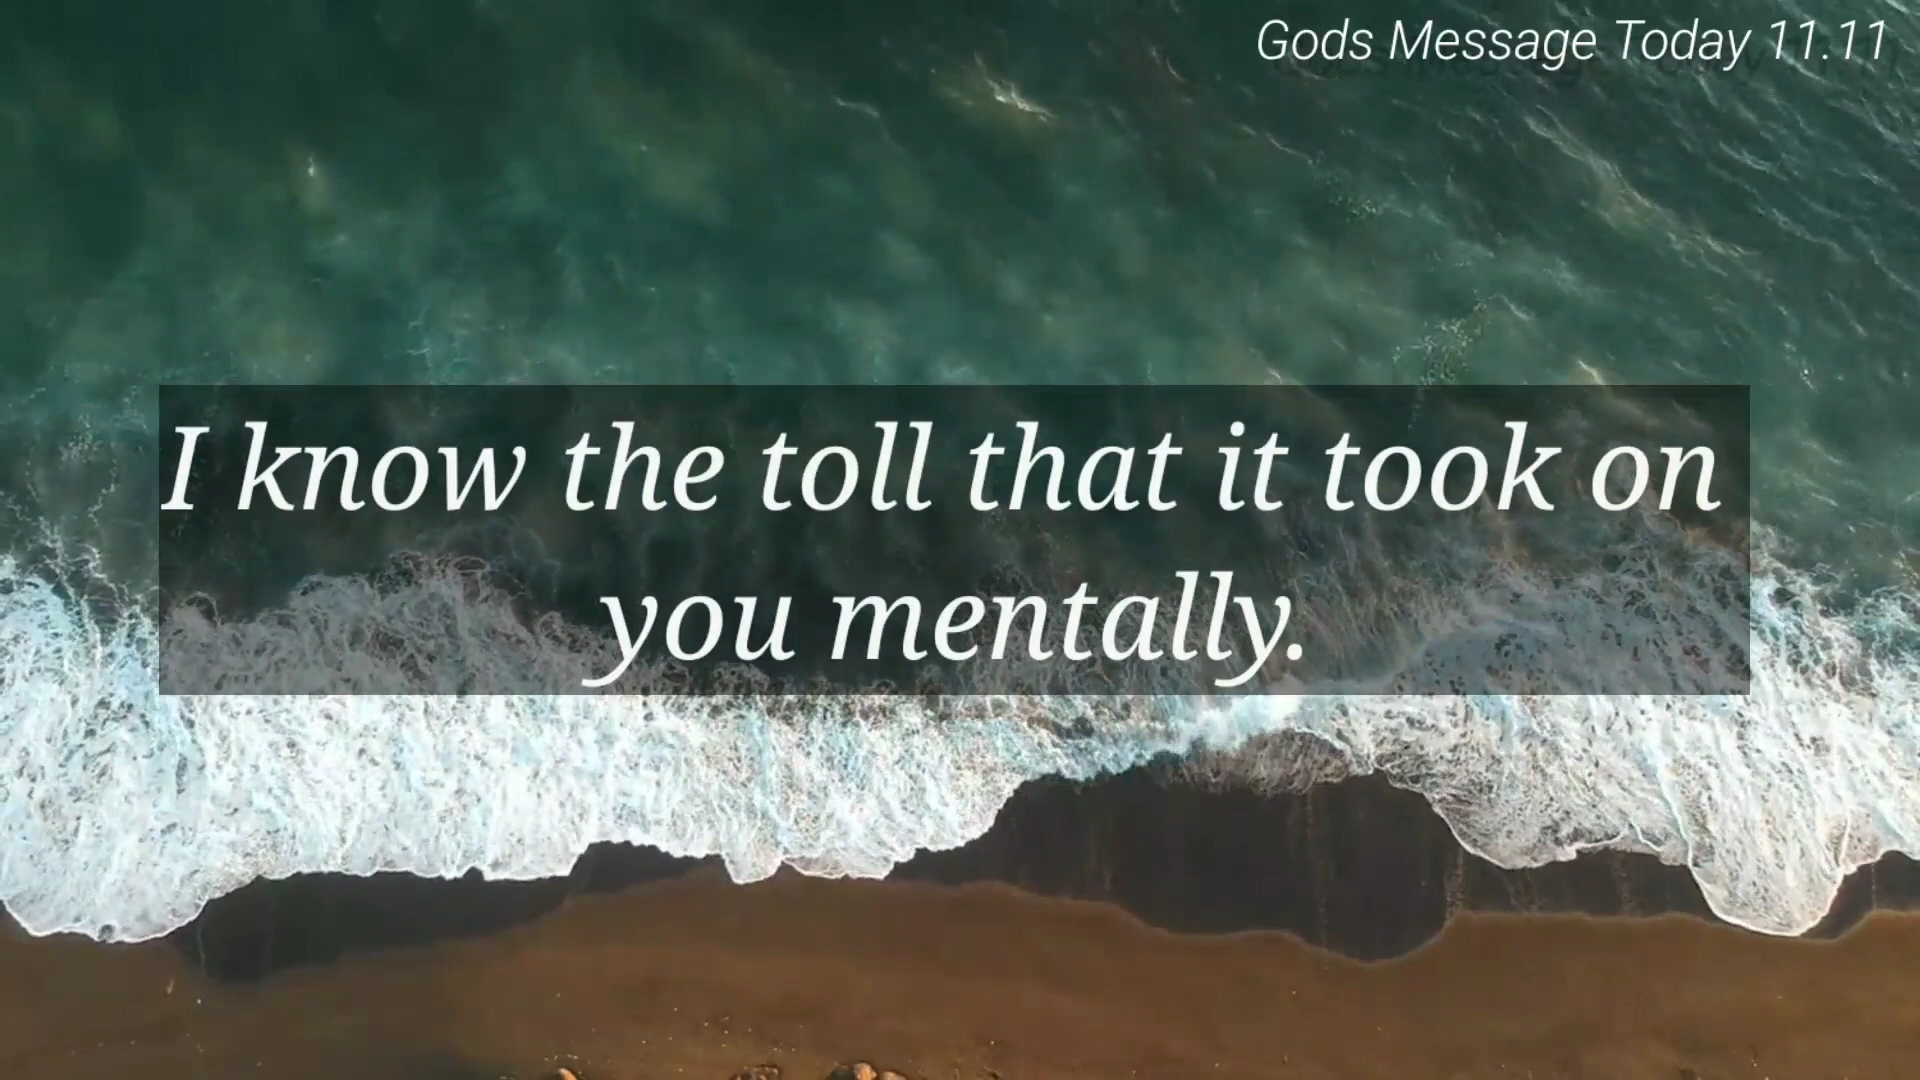 Gods Message Today 11.11
I know the toll that it took on
you mentally.